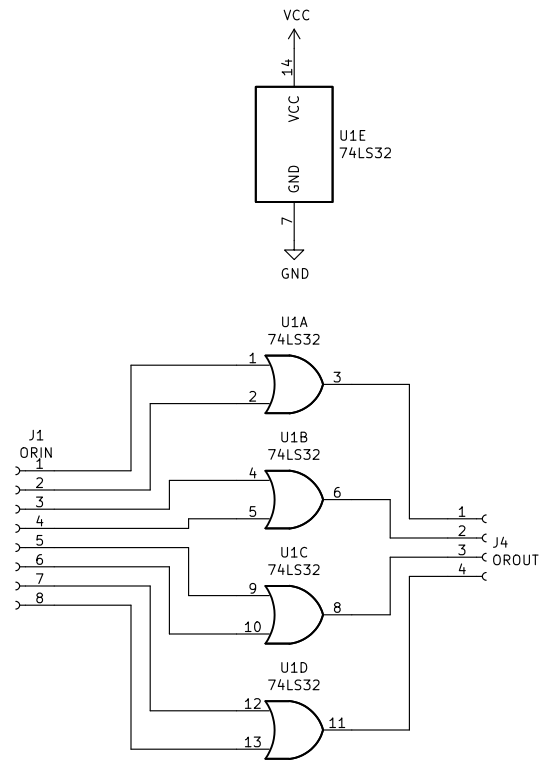 VCC
14
VCC
U1E
74LS32
GND
7
GND
U1A
74LS32
1
2
3
J1
ORIN
1
2
3
4
5
6
7
8
U1B
74LS32
4
5
6
U1C
74LS32
9
10
8
U1D
74LS32
12
13
11
1
2
3
4
J4
OROUT